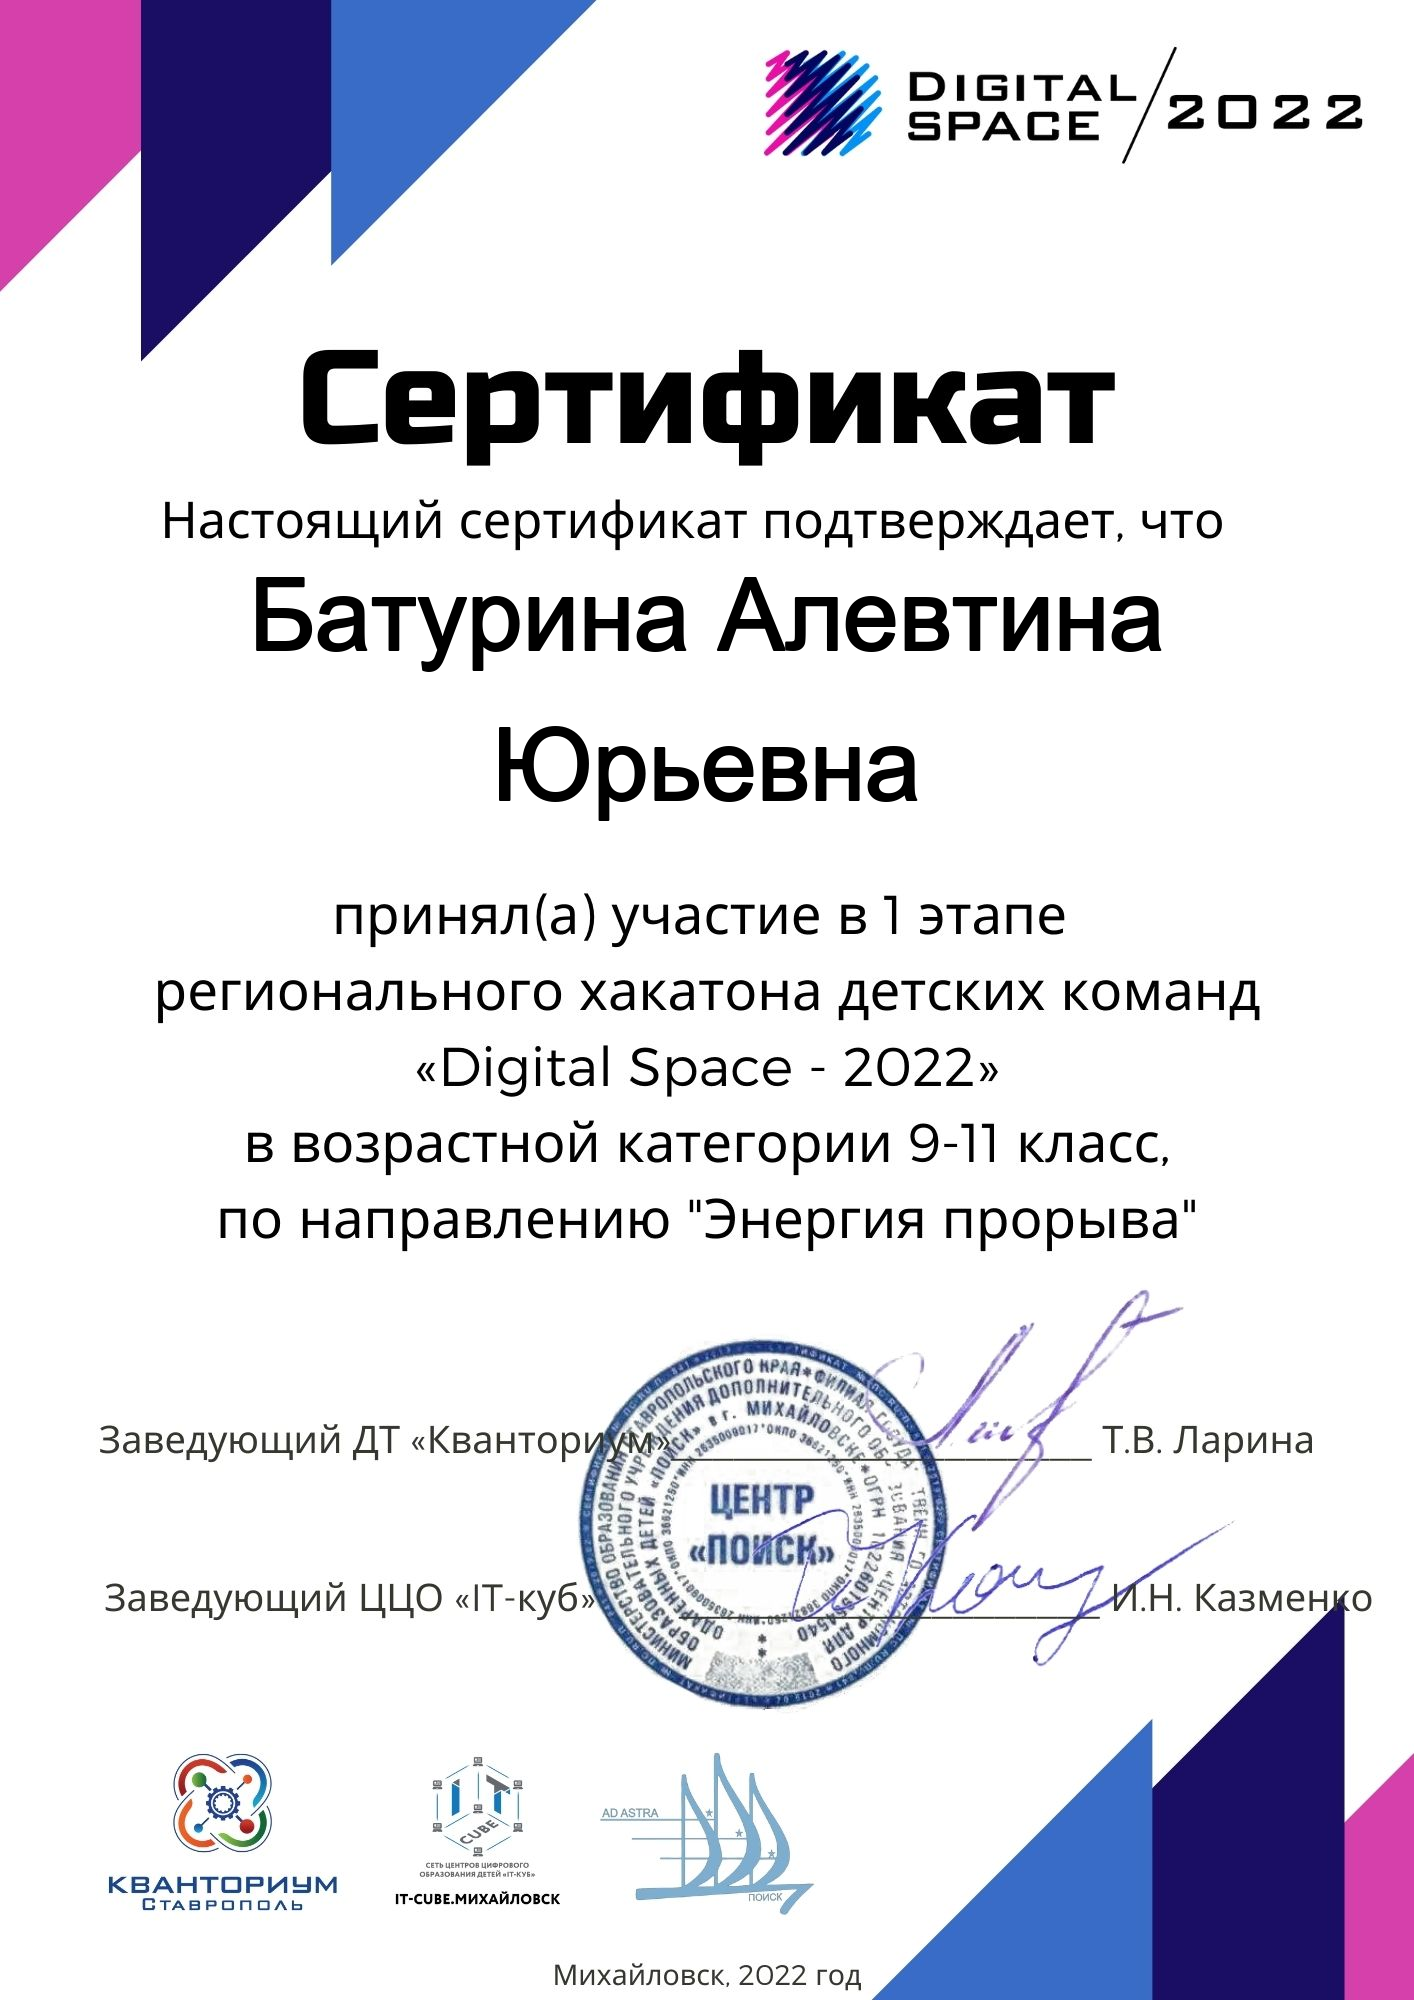 DIGITAL
SPACE
2022
Сертификат
Настоящий сертификат подтверждает, что
Батурина Алевтина
Юрьевна
принял(а) участие в 1 этапе
регионального хакатона детских команд
«Digital Space - 2022»
в возрастной категории 9-11 класс,
по направлению "Энергия прорыва"
Заведующий ДТ «Кванториум» Т.В. Ларина
ЦЕНТР
«ПОИСК»
Заведующий ЦЦО «IT-куб» И.Н. Казменко
IT
CUBE
AD ASTRA
СЕТЬ ЦЕНТРОВ ЦИФРОВОГО
ОБРАЗОВАНИЯ ДЕТЕЙ «IT-КУБ»
КВАНТОРИУМ
СТАВРОПОЛЬ
IT-CUBE.МИХАЙЛОВСК
ПОИСК
Михайловск, 2022 год